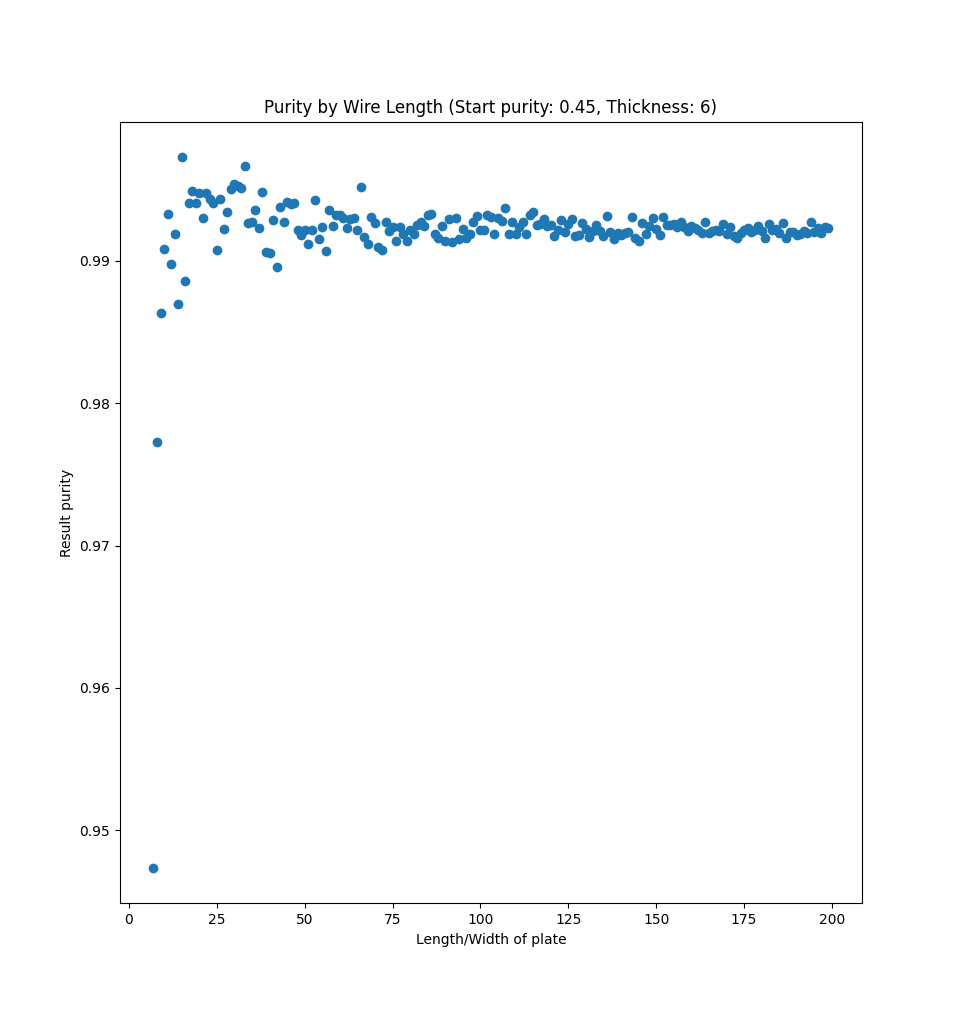 Purity by Wire Length (Start purity: 0.45, Thickness: 6)
0.99
0.98
0.97
0.96
0.95
Result purity
0 25 50 75 100 125 150 175 200
Length/Width of plate